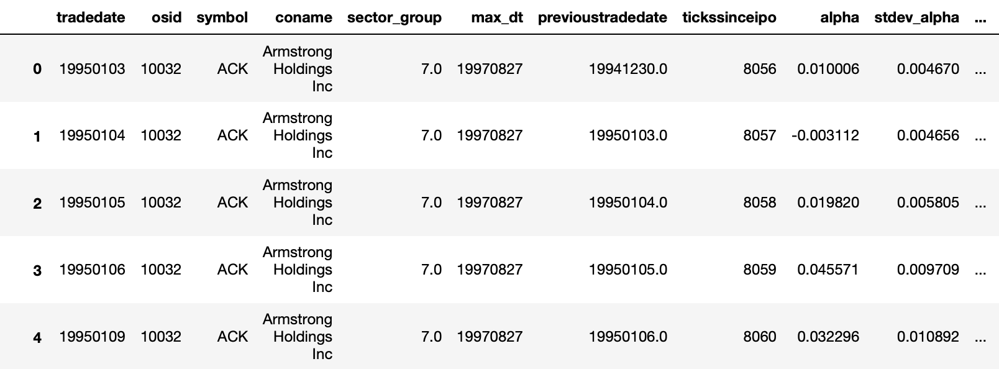 tradedate osid symbol coname sector_group max_dt previoustradedate tickssinceipo alpha stdev_alpha ...
Armstrong
0 19950103 10032 ACK Holdings 7.0 19970827 19941230.0 8056 0.010006 0.004670 ...
Inc
Armstrong
1 19950104 10032 ACK Holdings 7.0 19970827 19950103.0 8057 -0.003112 0.004656 ...
Inc
Armstrong
2 19950105 10032 ACK Holdings 7.0 19970827 19950104.0 8058 0.019820 0.005805 ...
Inc
Armstrong
3 19950106 10032 ACK Holdings 7.0 19970827 19950105.0 8059 0.045571 0.009709 ...
Inc
Armstrong
4 19950109 10032 ACK Holdings 7.0 19970827 19950106.0 8060 0.032296 0.010892 ...
Inc